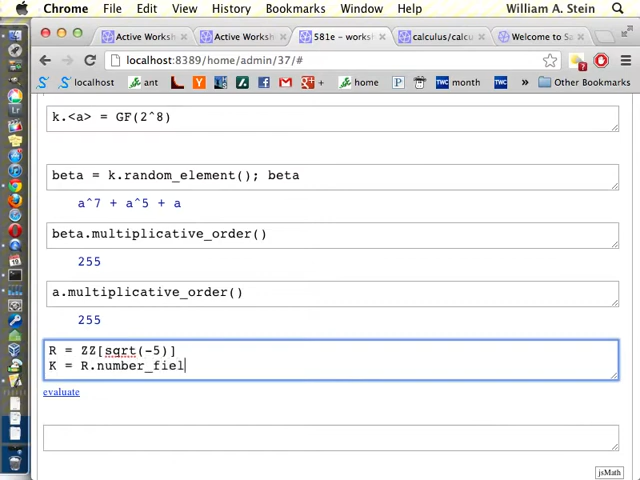 Chrome File Edit View History Bookmarks Window Help William A. Stein
Active Worksh Active Worksh 581e - worksh calculus/calcu Welcome to Sa
localhost:8389/home/admin/37/#
S localhost ant home month TWC » Other Bookmarks
k.<a> = GF(2^8)
beta = k.random_element(); beta
a^7 + a^5 + a
beta.multiplicative_order()
255
a.multiplicative_order()
255
R = ZZ[sqrt(-5)]
K = R.number_fiel
evaluate
jsMath